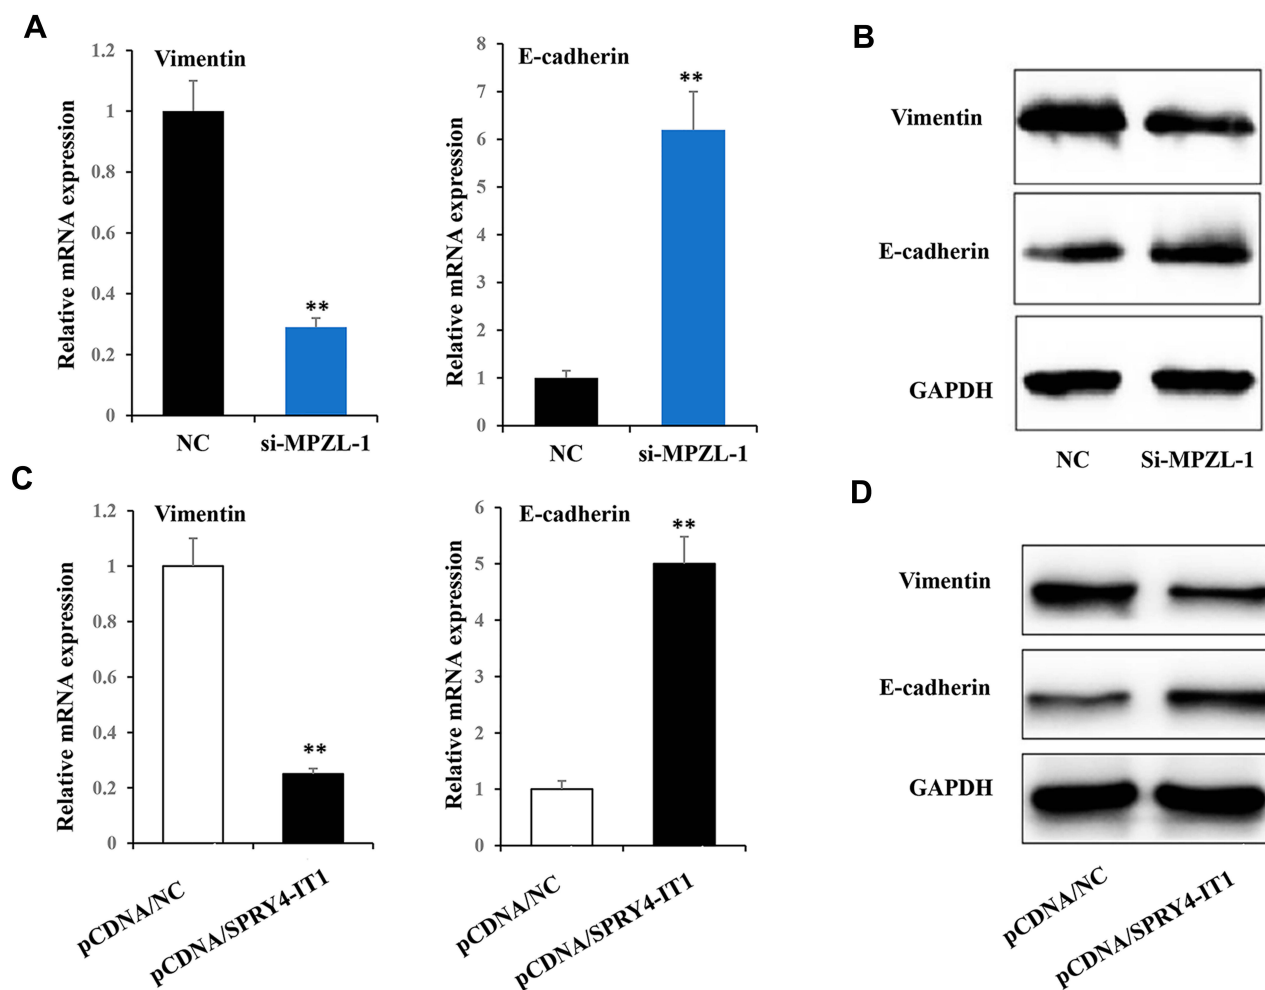 A
Vimentin
Relative mRNA expression
1.2
1
0.8
0.6
0.4
0.2
0
**
NC
si-MPZL-1
E-cadherin
Relative mRNA expression
8
7
6
5
4
3
2
1
0
**
NC
si-MPZL-1
B
Vimentin
E-cadherin
GAPDH
NC
Si-MPZL-1
C
Vimentin
Relative mRNA expression
1.2
1
0.8
0.6
0.4
0.2
0
**
pCDNA/NC
pCDNA/SPRY4-IT1
E-cadherin
Relative mRNA expression
6
5
4
3
2
1
0
**
pCDNA/NC
pCDNA/SPRY4-IT1
D
Vimentin
E-cadherin
GAPDH
pCDNA/NC
pCDNA/SPRY4-IT1